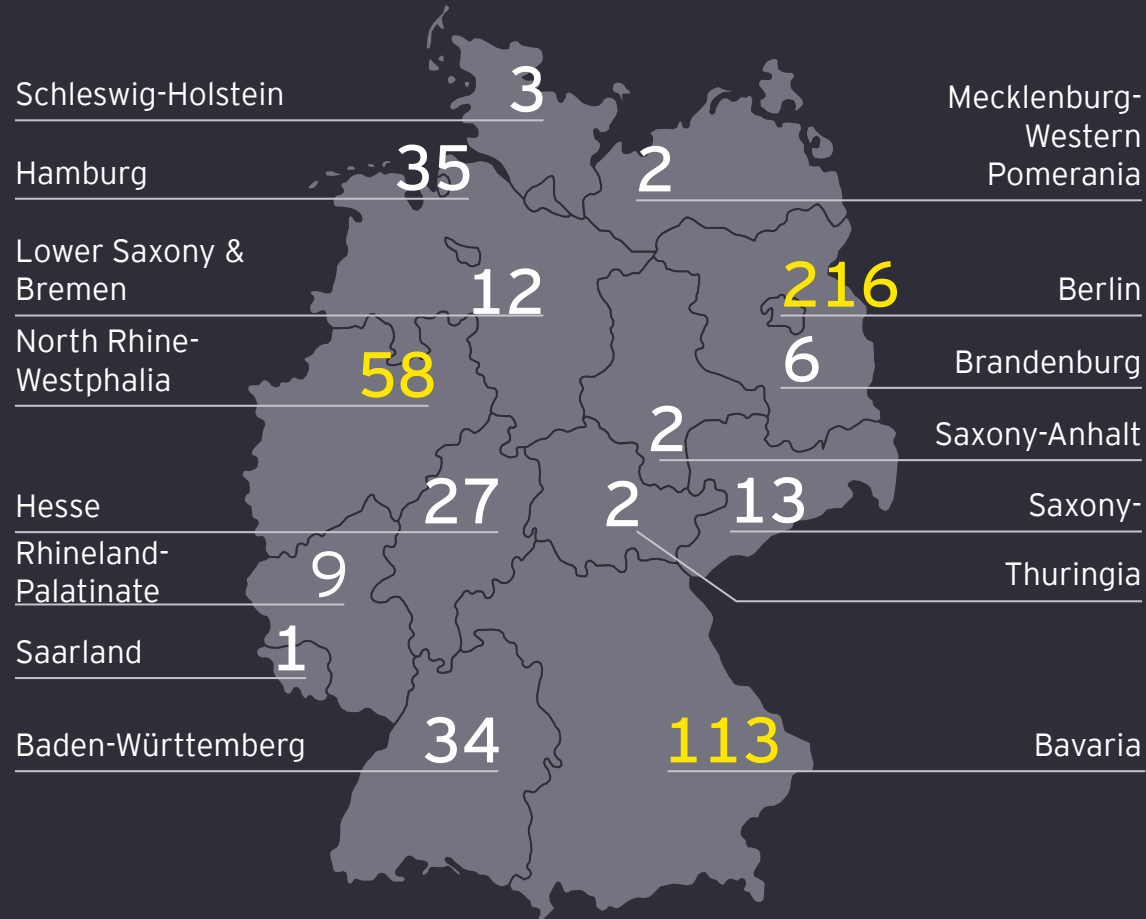 Schleswig-Holstein 3
Hamburg 35
Lower Saxony &
Bremen 12
North Rhine-
Westphalia 58
Hesse 27
Rhineland-
Palatinate 9
Saarland 1
Baden-Württemberg 34
Mecklenburg-
Western
2 Pomerania
216 Berlin
6 Brandenburg
2 Saxony-Anhalt
13 Saxony-
2 Thuringia
113 Bavaria